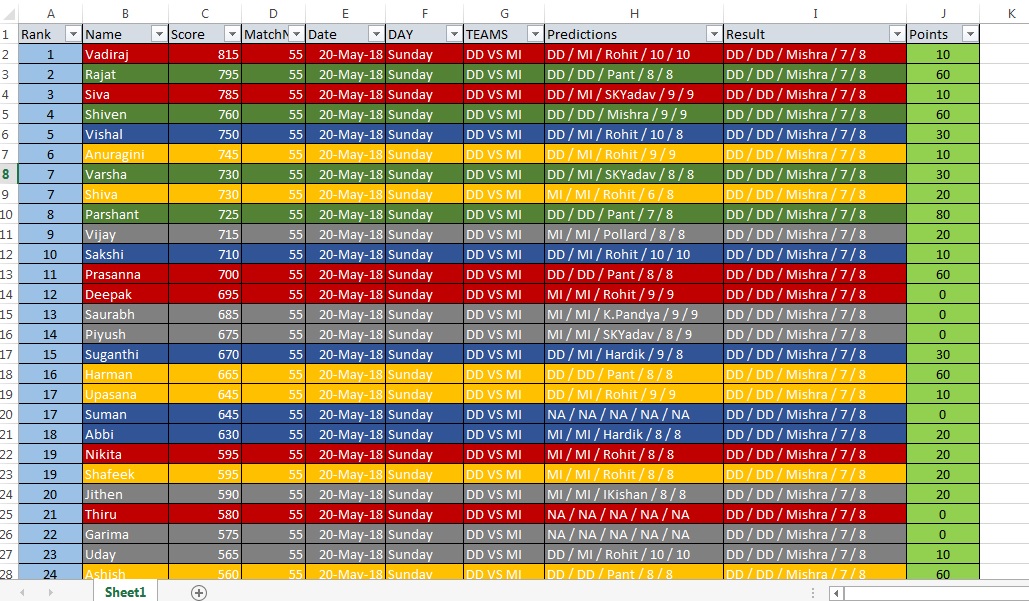 A B C D E F G H I J K
1 Rank Name Score MatchN Date DAY TEAMS Predictions Result Points
2 1 Vadiraj 815 55 20-May-18 Sunday DD VS MI DD / MI / Rohit / 10 / 10 DD / DD / Mishra / 7 / 8 10
3 2 Rajat 795 55 20-May-18 Sunday DD VS MI DD / DD / Pant / 8 / 8 DD / DD / Mishra / 7 / 8 60
4 3 Siva 785 55 20-May-18 Sunday DD VS MI DD / MI / SKYadav / 9 / 9 DD / DD / Mishra / 7 / 8 10
5 4 Shiven 760 55 20-May-18 Sunday DD VS MI DD / DD / Mishra / 9 / 9 DD / DD / Mishra / 7 / 8 60
6 5 Vishal 750 55 20-May-18 Sunday DD VS MI DD / MI / Rohit / 10 / 8 DD / DD / Mishra / 7 / 8 30
7 6 Anuragini 745 55 20-May-18 Sunday DD VS MI DD / MI / Rohit / 9 / 9 DD / DD / Mishra / 7 / 8 10
8 7 Varsha 730 55 20-May-18 Sunday DD VS MI DD / MI / SKYadav / 8 / 8 DD / DD / Mishra / 7 / 8 30
9 7 Shiva 730 55 20-May-18 Sunday DD VS MI MI / MI / Rohit / 6 / 8 DD / DD / Mishra / 7 / 8 20
10 8 Parshant 725 55 20-May-18 Sunday DD VS MI DD / DD / Pant / 7 / 8 DD / DD / Mishra / 7 / 8 80
11 9 Vijay 715 55 20-May-18 Sunday DD VS MI MI / MI / Pollard / 8 / 8 DD / DD / Mishra / 7 / 8 20
12 10 Sakshi 710 55 20-May-18 Sunday DD VS MI DD / MI / Rohit / 10 / 10 DD / DD / Mishra / 7 / 8 10
13 11 Prasanna 700 55 20-May-18 Sunday DD VS MI DD / DD / Pant / 8 / 8 DD / DD / Mishra / 7 / 8 60
14 12 Deepak 695 55 20-May-18 Sunday DD VS MI MI / MI / Rohit / 9 / 9 DD / DD / Mishra / 7 / 8 0
15 13 Saurabh 685 55 20-May-18 Sunday DD VS MI MI / MI / K.Pandya / 9 / 9 DD / DD / Mishra / 7 / 8 0
16 14 Piyush 675 55 20-May-18 Sunday DD VS MI MI / MI / SKYadav / 8 / 9 DD / DD / Mishra / 7 / 8 0
17 15 Suganthi 670 55 20-May-18 Sunday DD VS MI DD / MI / Hardik / 9 / 8 DD / DD / Mishra / 7 / 8 30
18 16 Harman 665 55 20-May-18 Sunday DD VS MI DD / DD / Pant / 8 / 8 DD / DD / Mishra / 7 / 8 60
19 17 Upasana 645 55 20-May-18 Sunday DD VS MI DD / MI / Rohit / 9 / 9 DD / DD / Mishra / 7 / 8 10
20 17 Suman 645 55 20-May-18 Sunday DD VS MI NA / NA / NA / NA / NA DD / DD / Mishra / 7 / 8 0
21 18 Abbi 630 55 20-May-18 Sunday DD VS MI MI / MI / Hardik / 8 / 8 DD / DD / Mishra / 7 / 8 20
22 19 Nikita 595 55 20-May-18 Sunday DD VS MI MI / MI / Rohit / 8 / 8 DD / DD / Mishra / 7 / 8 20
23 19 Shafeek 595 55 20-May-18 Sunday DD VS MI MI / MI / Rohit / 8 / 8 DD / DD / Mishra / 7 / 8 20
24 20 Jithen 590 55 20-May-18 Sunday DD VS MI MI / MI / IKishan / 8 / 8 DD / DD / Mishra / 7 / 8 20
25 21 Thiru 580 55 20-May-18 Sunday DD VS MI NA / NA / NA / NA / NA DD / DD / Mishra / 7 / 8 0
26 22 Garima 575 55 20-May-18 Sunday DD VS MI NA / NA / NA / NA / NA DD / DD / Mishra / 7 / 8 0
27 23 Uday 565 55 20-May-18 Sunday DD VS MI DD / MI / Rohit / 10 / 10 DD / DD / Mishra / 7 / 8 10
28 24 Ashish 560 55 20-May-18 Sunday DD VS MI DD / DD / Pant / 8 / 8 DD / DD / Mishra / 7 / 8 60
Sheet1